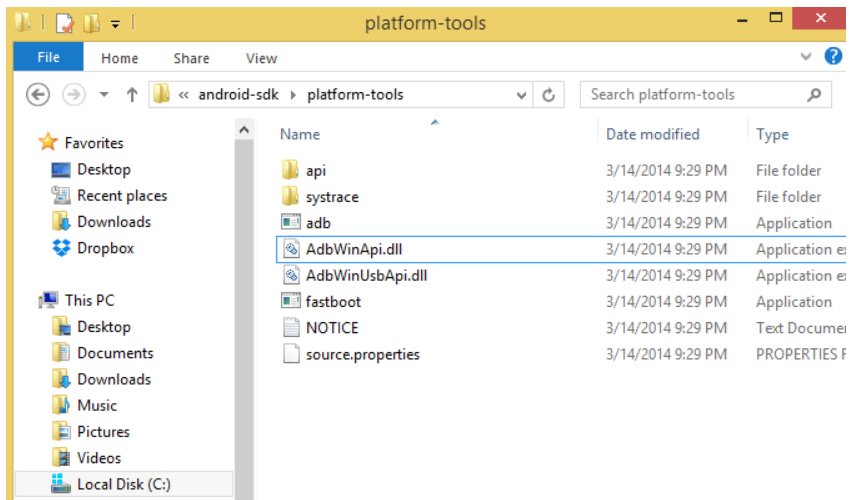 platform-tools
File Home Share View
« android-sdk platform-tools Search platform-tools
Favorites
Desktop
Recent places
Downloads
Dropbox
This PC
Desktop
Documents
Downloads
Music
Pictures
Videos
Local Disk (C:)
Name Date modified Type
api 3/14/2014 9:29 PM File folder
systrace 3/14/2014 9:29 PM File folder
adb 3/14/2014 9:29 PM Application
AdbWinApi.dll 3/14/2014 9:29 PM Application ex
AdbWinUsbApi.dll 3/14/2014 9:29 PM Application ex
fastboot 3/14/2014 9:29 PM Application
NOTICE 3/14/2014 9:29 PM Text Documen
source.properties 3/14/2014 9:29 PM PROPERTIES F